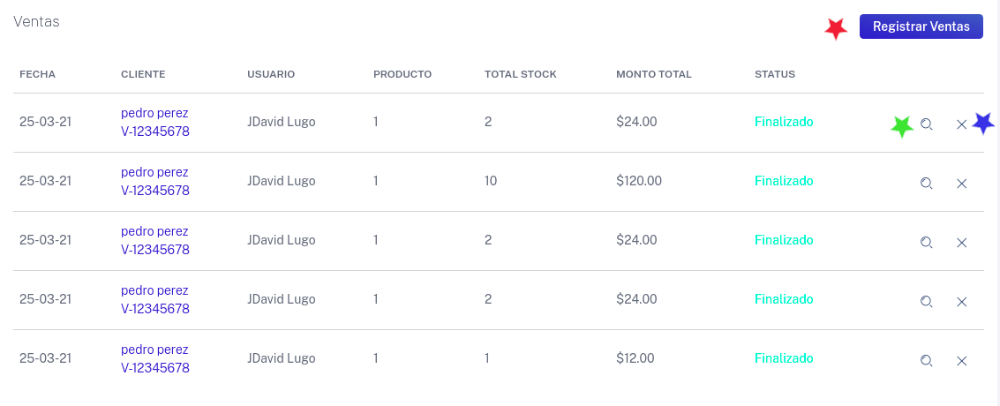 Ventas
Registrar Ventas
FECHA CLIENTE USUARIO PRODUCTO TOTAL STOCK MONTO TOTAL STATUS
25-03-21 pedro perez JDavid Lugo 1 2 $24.00 Finalizado
V-12345678
25-03-21 pedro perez JDavid Lugo 1 10 $120.00 Finalizado
V-12345678
25-03-21 pedro perez JDavid Lugo 1 2 $24.00 Finalizado
V-12345678
25-03-21 pedro perez JDavid Lugo 1 2 $24.00 Finalizado
V-12345678
25-03-21 pedro perez JDavid Lugo 1 1 $12.00 Finalizado
V-12345678